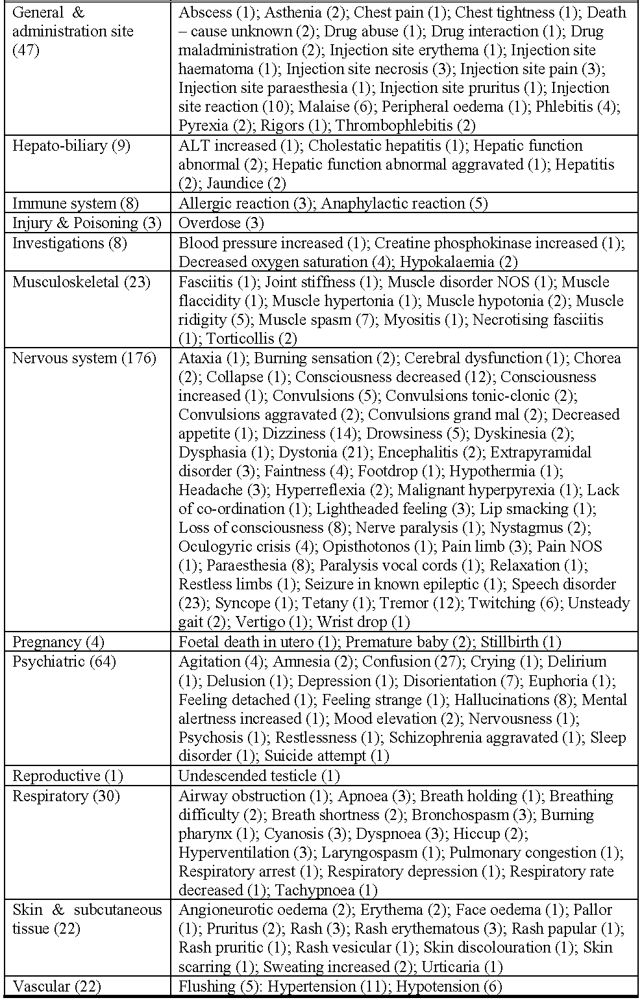 General & administration site (47)
Abscess (1); Asthenia (2); Chest pain (1); Chest tightness (1); Death
– cause unknown (2); Drug abuse (1); Drug interaction (1); Drug
maladministration (2); Injection site erythema (1); Injection site
haematoma (1); Injection site necrosis (3); Injection site pain (3);
Injection site paraesthesia (1); Injection site pruritus (1); Injection
site reaction (10); Malaise (6); Peripheral oedema (1); Phlebitis (4);
Pyrexia (2); Rigors (1); Thrombophlebitis (2)
Hepato-biliary (9)
ALT increased (1); Cholestatic hepatitis (1); Hepatic function
abnormal (2); Hepatic function abnormal aggravated (1); Hepatitis
(2); Jaundice (2)
Immune system (8)
Allergic reaction (3); Anaphylactic reaction (5)
Injury & Poisoning (3)
Overdose (3)
Investigations (8)
Blood pressure increased (1); Creatine phosphokinase increased (1);
Decreased oxygen saturation (4); Hypokalaemia (2)
Musculoskeletal (23)
Fasciitis (1); Joint stiffness (1); Muscle disorder NOS (1); Muscle
flaccidity (1); Muscle hypertonia (1); Muscle hypotonia (2); Muscle
ridigity (5); Muscle spasm (7); Myositis (1); Necrotising fasciitis
(1); Torticollis (2)
Nervous system (176)
Ataxia (1); Burning sensation (2); Cerebral dysfunction (1); Chorea
(2); Collapse (1); Consciousness decreased (12); Consciousness
increased (1); Convulsions (5); Convulsions tonic-clonic (2);
Convulsions aggravated (2); Convulsions grand mal (2); Decreased
appetite (1); Dizziness (14); Drowsiness (5); Dyskinesia (2);
Dysphasia (1); Dystonia (21); Encephalitis (2); Extrapyramidal
disorder (3); Faintness (4); Footdrop (1); Hypothermia (1);
Headache (3); Hyperreflexia (2); Malignant hyperpyrexia (1); Lack
of co-ordination (1); Lightheaded feeling (3); Lip smacking (1);
Loss of consciousness (8); Nerve paralysis (1); Nystagmus (2);
Oculogyric crisis (4); Opisthotonos (1); Pain limb (3); Pain NOS
(1); Paraesthesia (8); Paralysis vocal cords (1); Relaxation (1);
Restless limbs (1); Seizure in known epileptic (1); Speech disorder
(23); Syncope (1); Tetany (1); Tremor (12); Twitching (6); Unsteady
gait (2); Vertigo (1); Wrist drop (1)
Pregnancy (4)
Foetal death in utero (1); Premature baby (2); Stillbirth (1)
Psychiatric (64)
Agitation (4); Amnesia (2); Confusion (27); Crying (1); Delirium
(1); Delusion (1); Depression (1); Disorientation (7); Euphoria (1);
Feeling detached (1); Feeling strange (1); Hallucinations (8); Mental
alertness increased (1); Mood elevation (2); Nervousness (1);
Psychosis (1); Restlessness (1); Schizophrenia aggravated (1); Sleep
disorder (1); Suicide attempt (1)
Reproductive (1)
Undescended testicle (1)
Respiratory (30)
Airway obstruction (1); Apnoea (3); Breath holding (1); Breathing
difficulty (2); Breath shortness (2); Bronchospasm (3); Burning
pharynx (1); Cyanosis (3); Dyspnoea (3); Hiccup (2);
Hyperventilation (3); Laryngospasm (1); Pulmonary congestion (1);
Respiratory arrest (1); Respiratory depression (1); Respiratory rate
decreased (1); Tachypnoea (1)
Skin & subcutaneous tissue (22)
Angioneurotic oedema (2); Erythema (2); Face oedema (1); Pallor
(1); Pruritus (2); Rash (3); Rash erythematous (3); Rash papular (1);
Rash pruritic (1); Rash vesicular (1); Skin discolouration (1); Skin
scarring (1); Sweating increased (2); Urticaria (1)
Vascular (22)
Flushing (5): Hypertension (11); Hypotension (6)